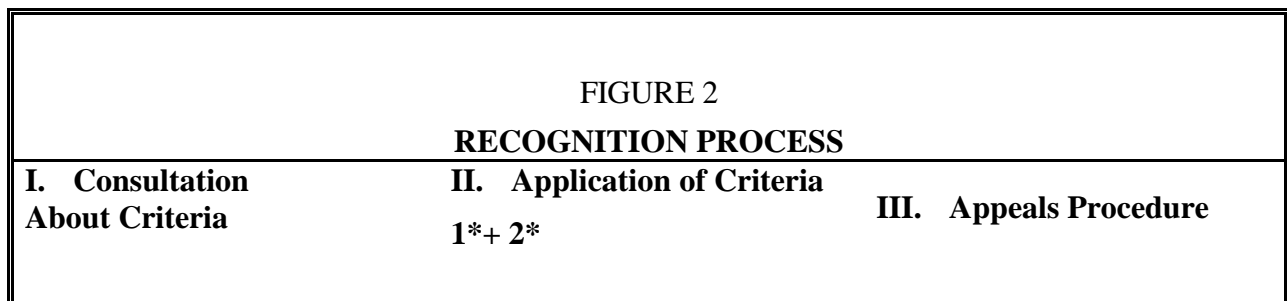 FIGURE 2
RECOGNITION PROCESS
I. Consultation
About Criteria
II. Application of Criteria
1*+ 2*
III. Appeals Procedure